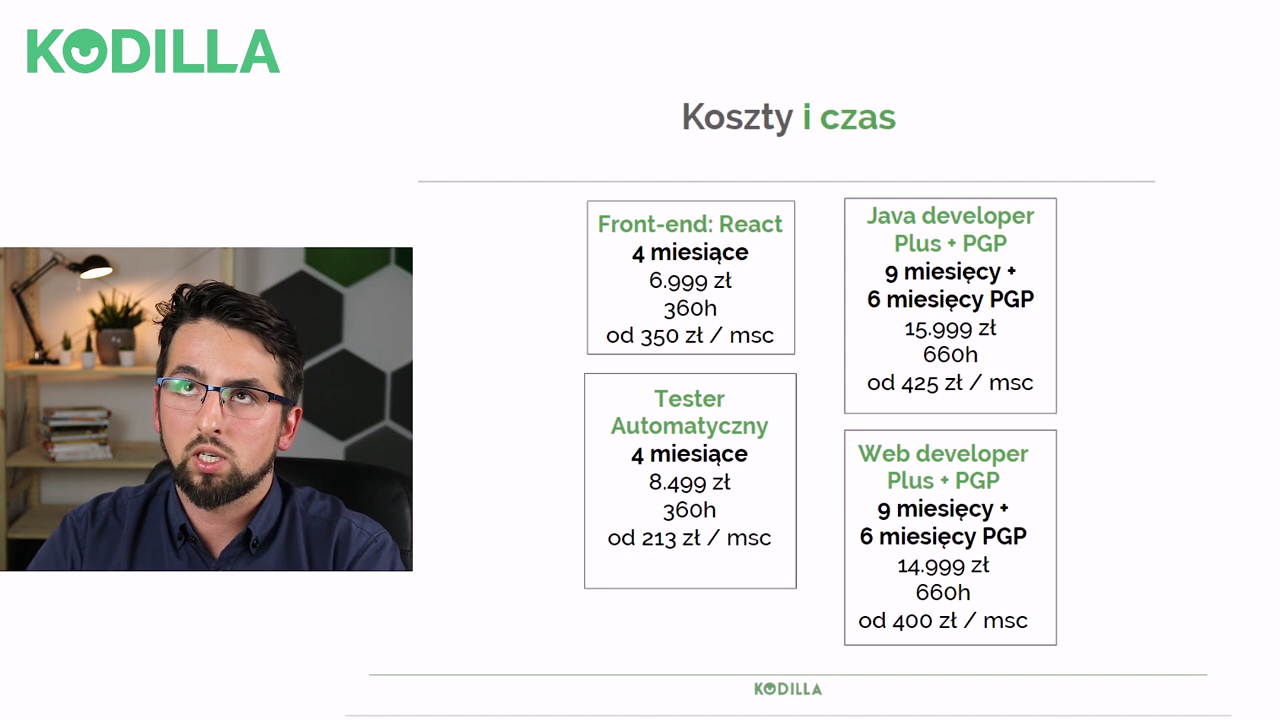 KODILLA
Koszty i czas
Front-end: React
4 miesiące
6.999 zł
360h
od 350 zł / msc
Tester
Automatyczny
4 miesiące
8.499 zł
360h
od 213 zł / msc
Java developer
Plus + PGP
9 miesięcy +
6 miesięcy PGP
15.999 zł
660h
od 425 zł / msc
Web developer
Plus + PGP
9 miesięcy +
6 miesięcy PGP
14.999 zł
660h
od 400 zł / msc
KODILLA